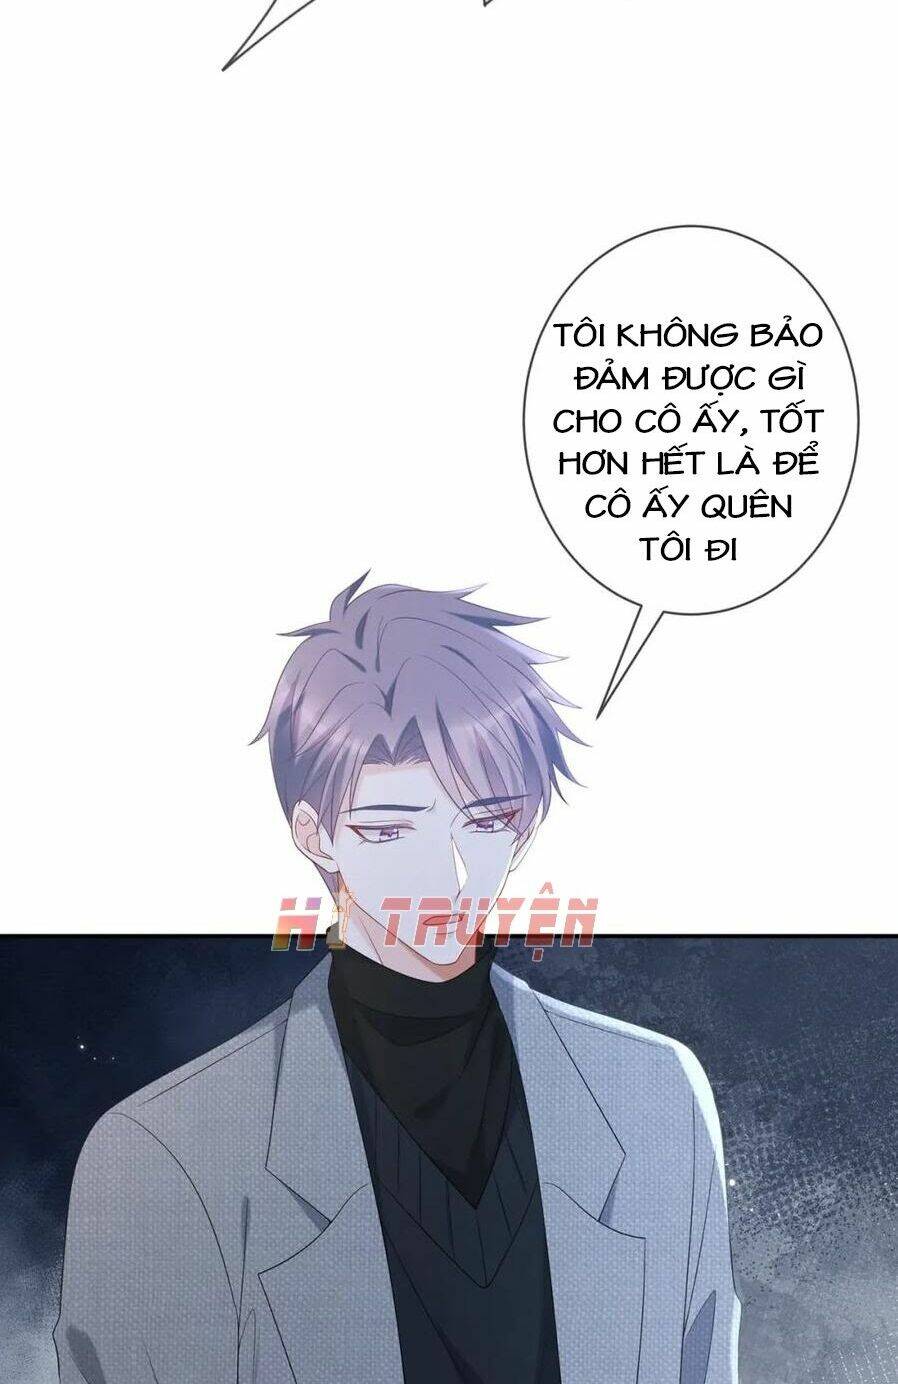 TÔI KHÔNG BẢO
ĐẢM ĐƯỢC GÌ
CHO CÔ ẤY, TỐT
HƠN HẾT LÀ ĐỂ
CÔ ẤY QUÊN
TÔI ĐI
HI TRUYỆN